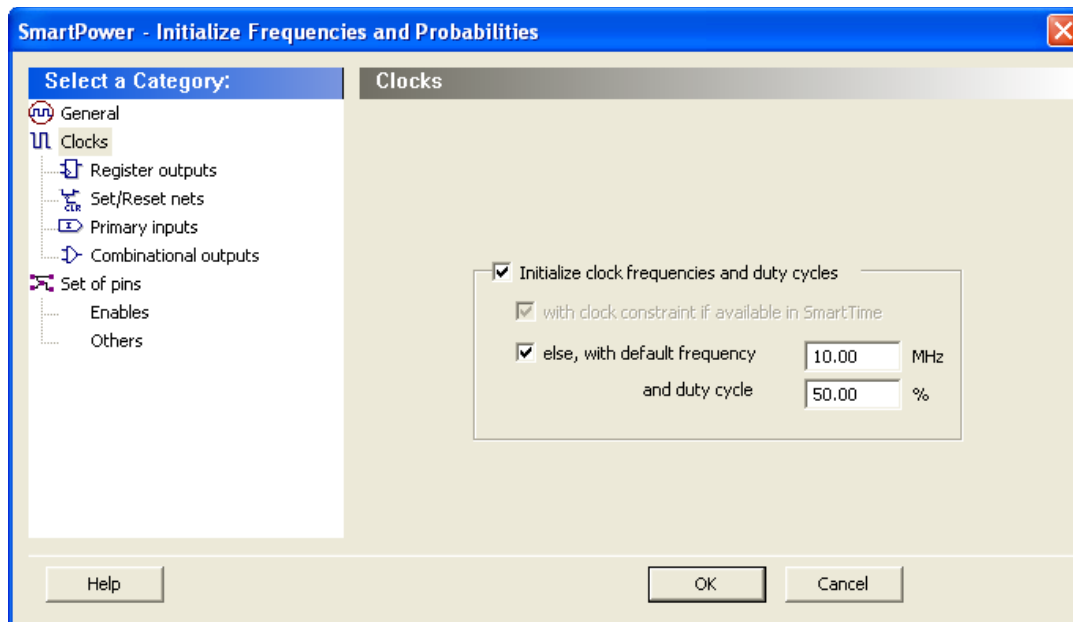 SmartPower - Initialize Frequencies and Probabilities
Select a Category:
General
Clocks
Register outputs
Set/Reset nets
CLR
Primary inputs
Combinational outputs
Set of pins
Enables
Others
Clocks
Initialize clock frequencies and duty cycles
with clock constraint if available in SmartTime
else, with default frequency 10.00 MHz
and duty cycle 50.00 %
Help OK Cancel